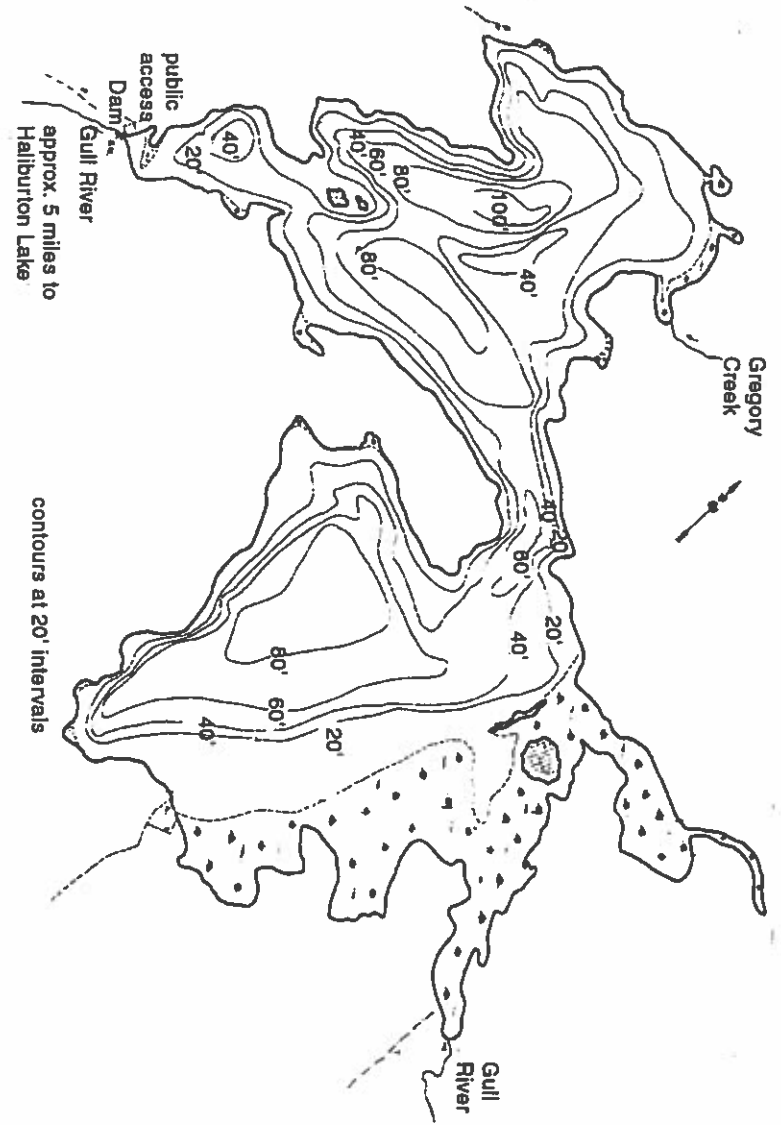 Gregory
Creek
100'
80'
60'
40'
40'
80'
40'
20'
public
access
Dam
Gull River
approx. 5 miles to
Haliburton Lake
40'
20'
60'
20'
40'
80'
60'
40'
20'
contours at 20' intervals
Gull
River